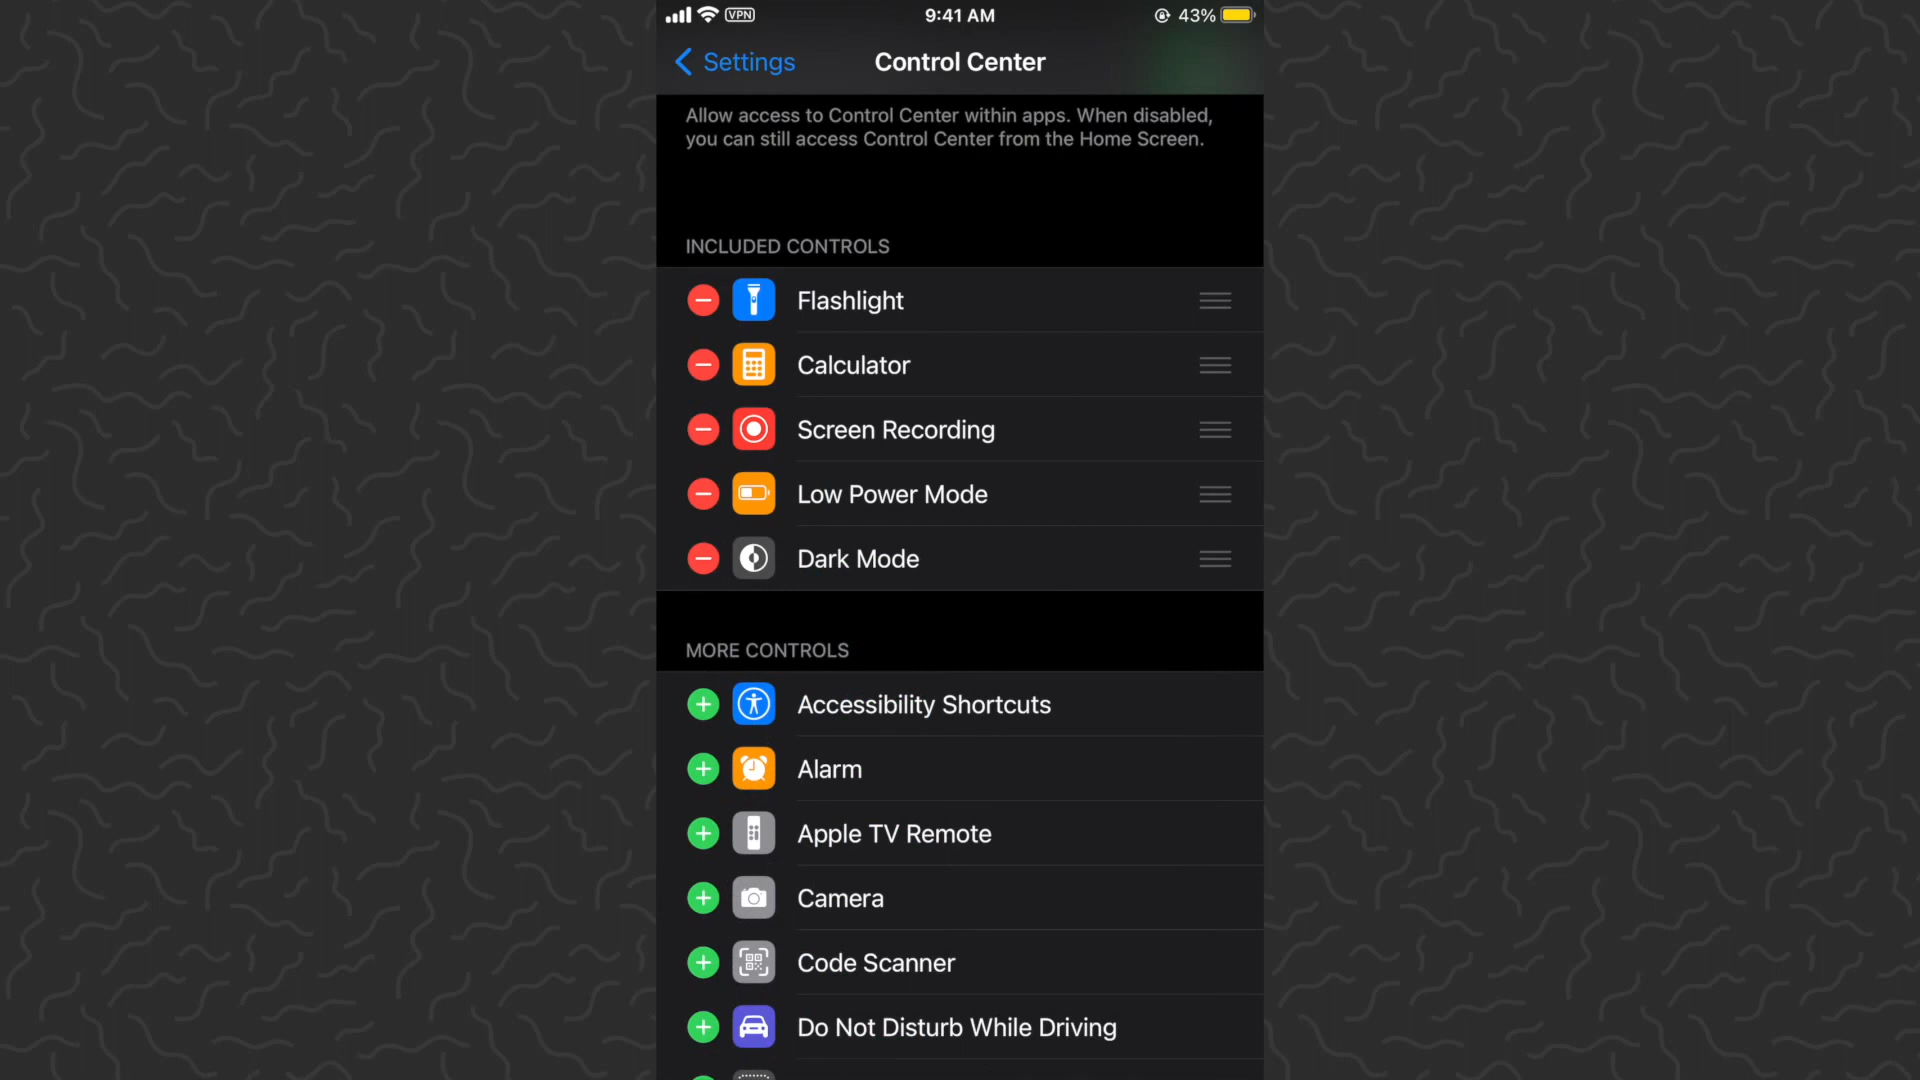 VPN 9:41 AM 43%
Settings Control Center
Allow access to Control Center within apps. When disabled,
you can still access Control Center from the Home Screen.
INCLUDED CONTROLS
Flashlight
Calculator
Screen Recording
Low Power Mode
Dark Mode
MORE CONTROLS
Accessibility Shortcuts
Alarm
Apple TV Remote
Camera
Code Scanner
Do Not Disturb While Driving